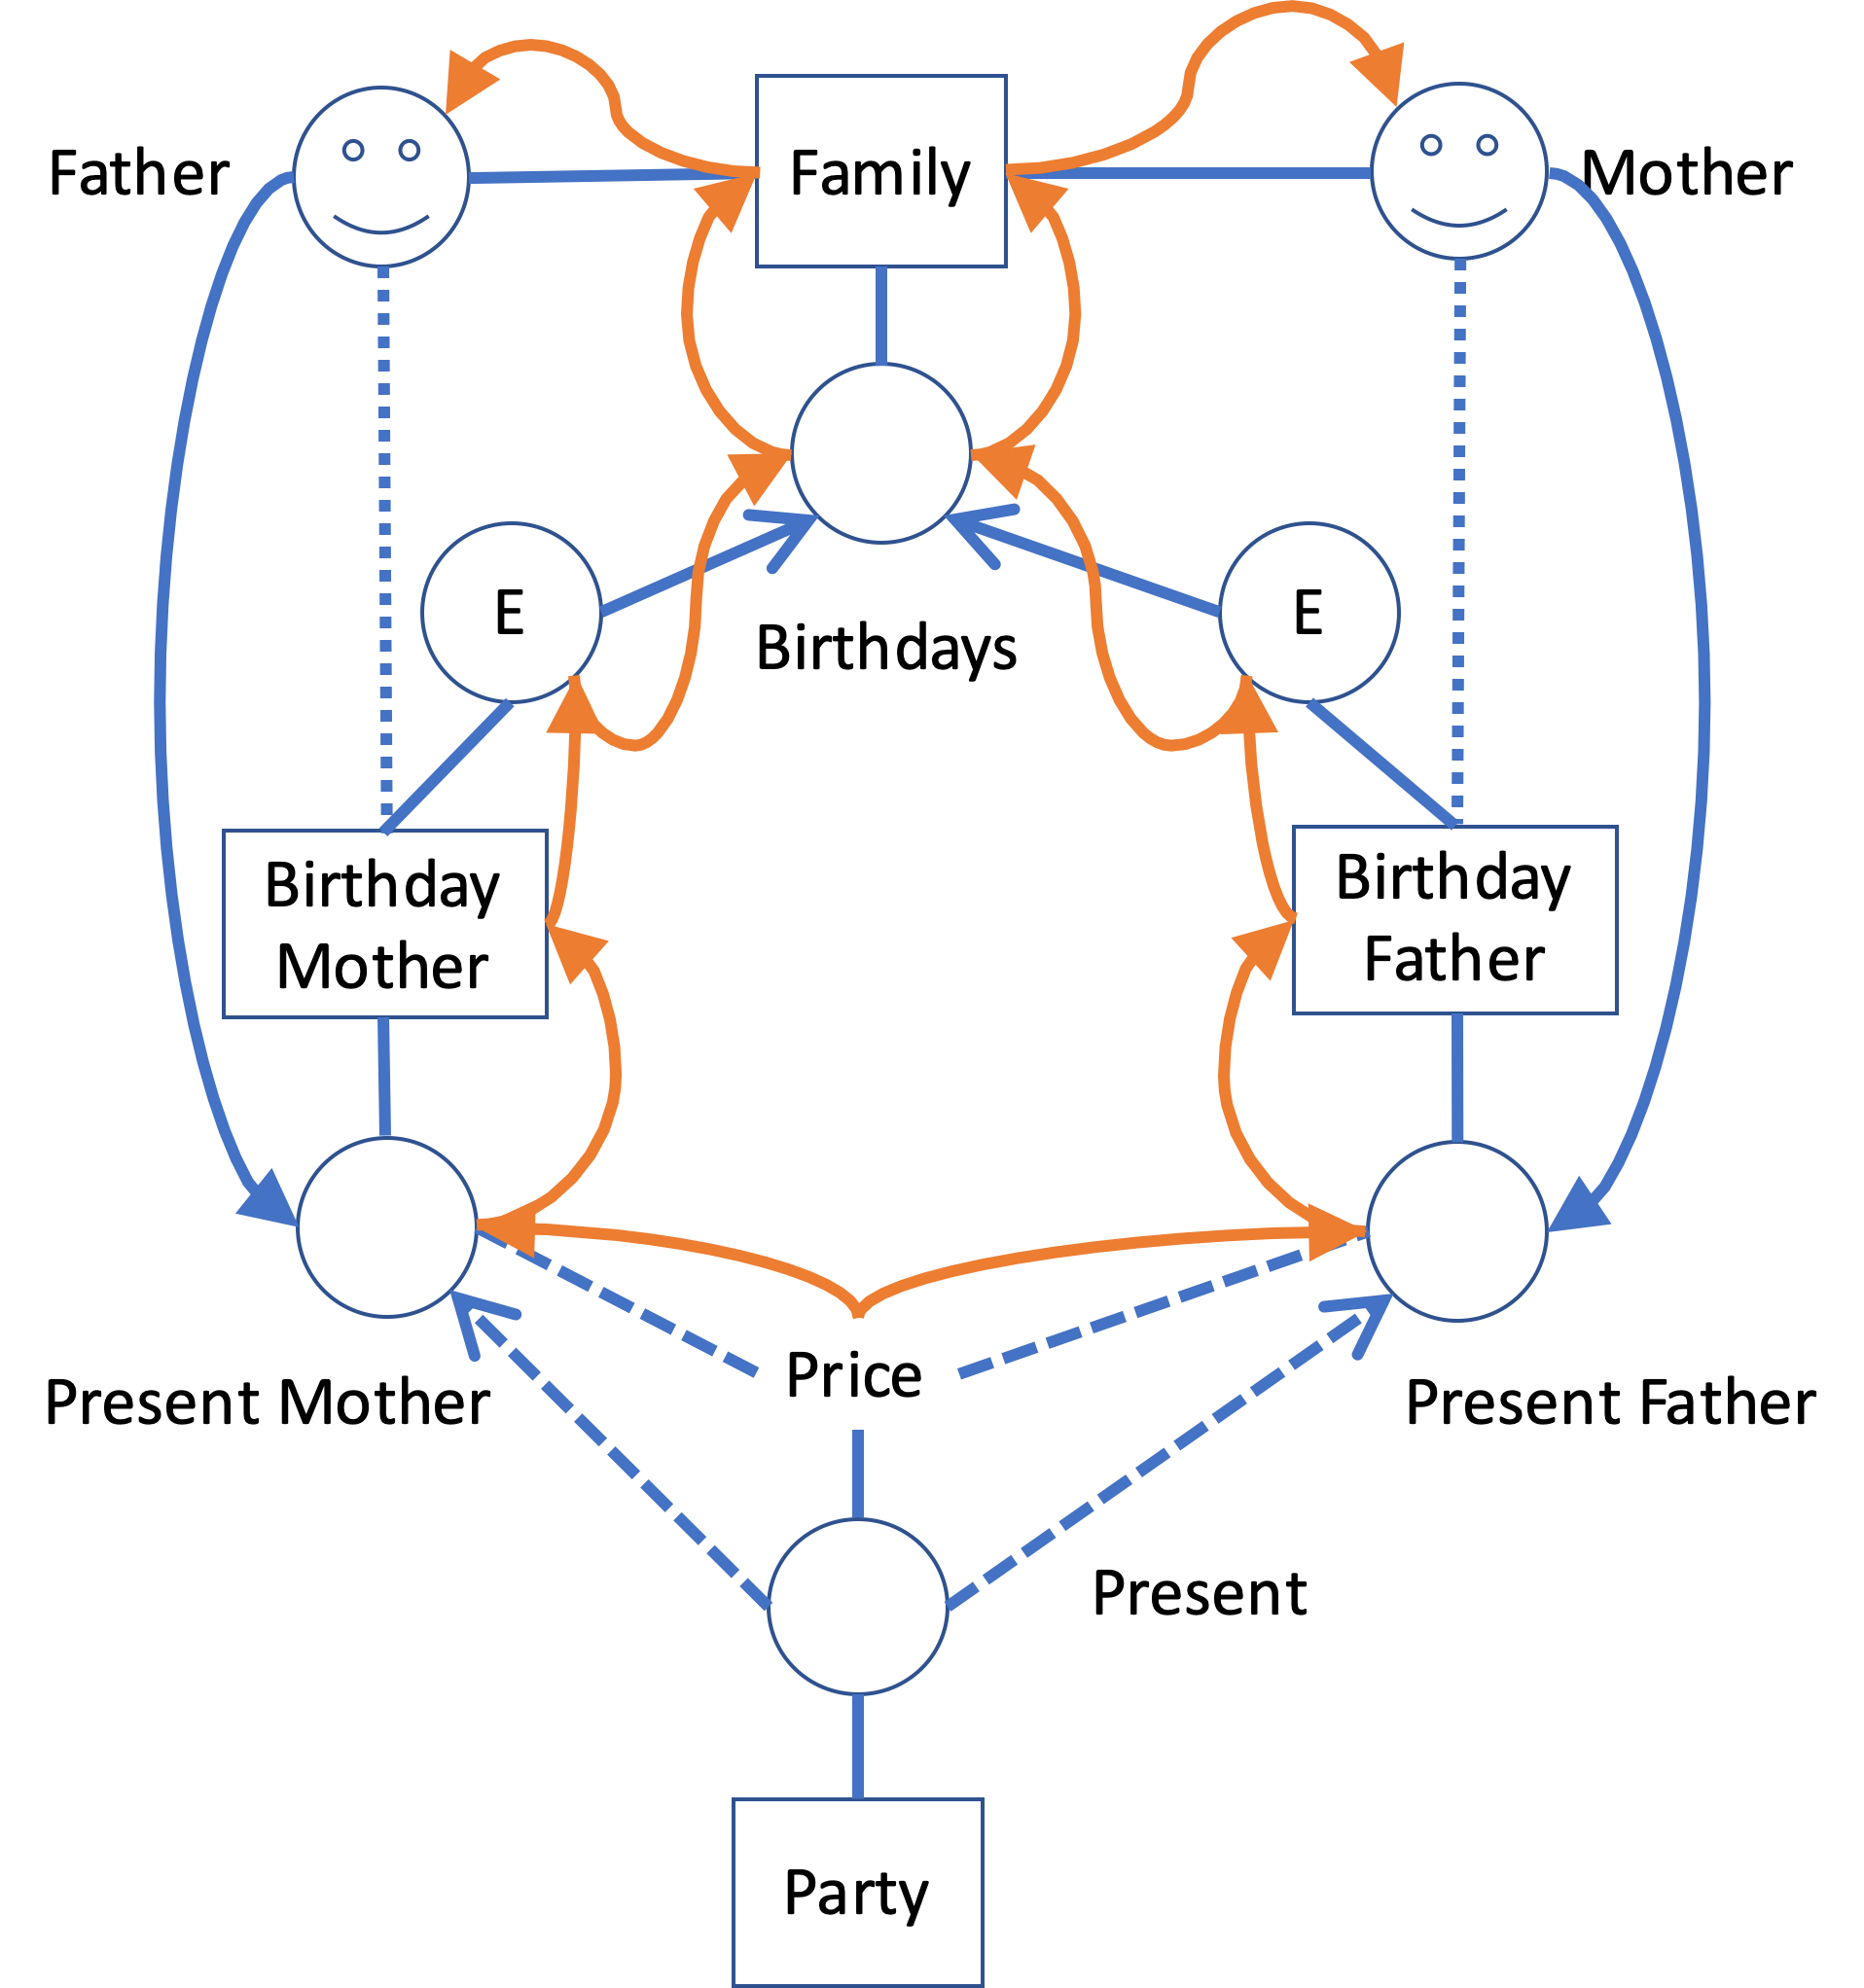 Father
Family
Mother
E
E
Birthdays
Birthday
Mother
Birthday
Father
Price
Present Mother
Present Father
Present
Party